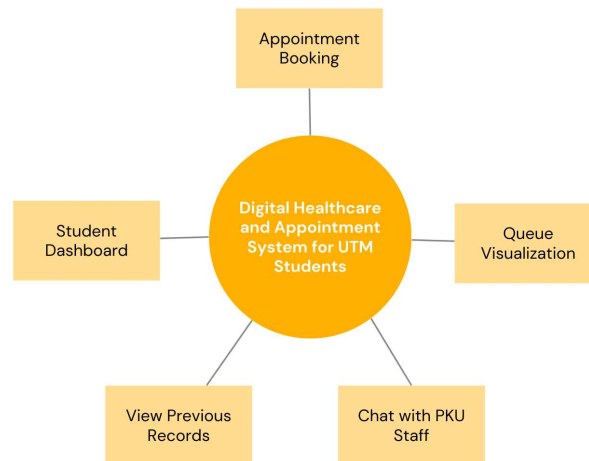 Appointment
Booking
Digital Healthcare
and Appointment
System for UTM
Students
Student
Dashboard
Queue
Visualization
View Previous
Records
Chat with PKU
Staff